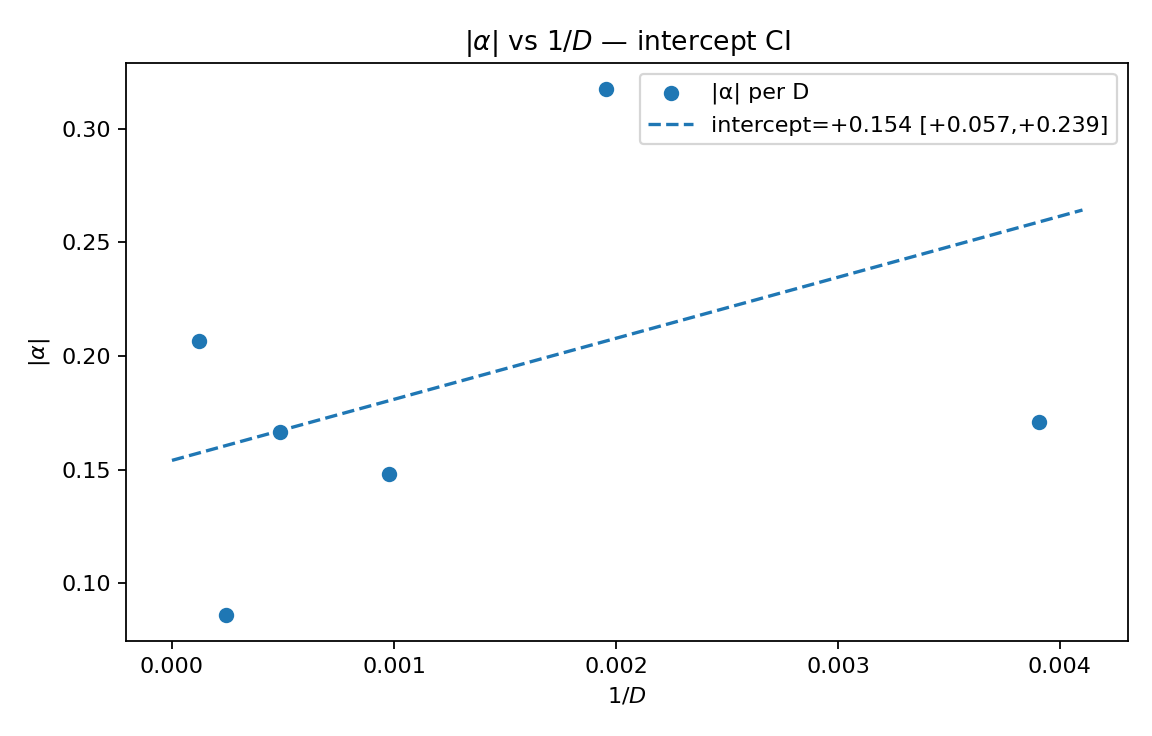 |α| vs 1/D — intercept CI
|α| per D
intercept=+0.154 [+0.057,+0.239]
|α|
0.30
0.25
0.20
0.15
0.10
0.000 0.001 0.002 0.003 0.004
1/D